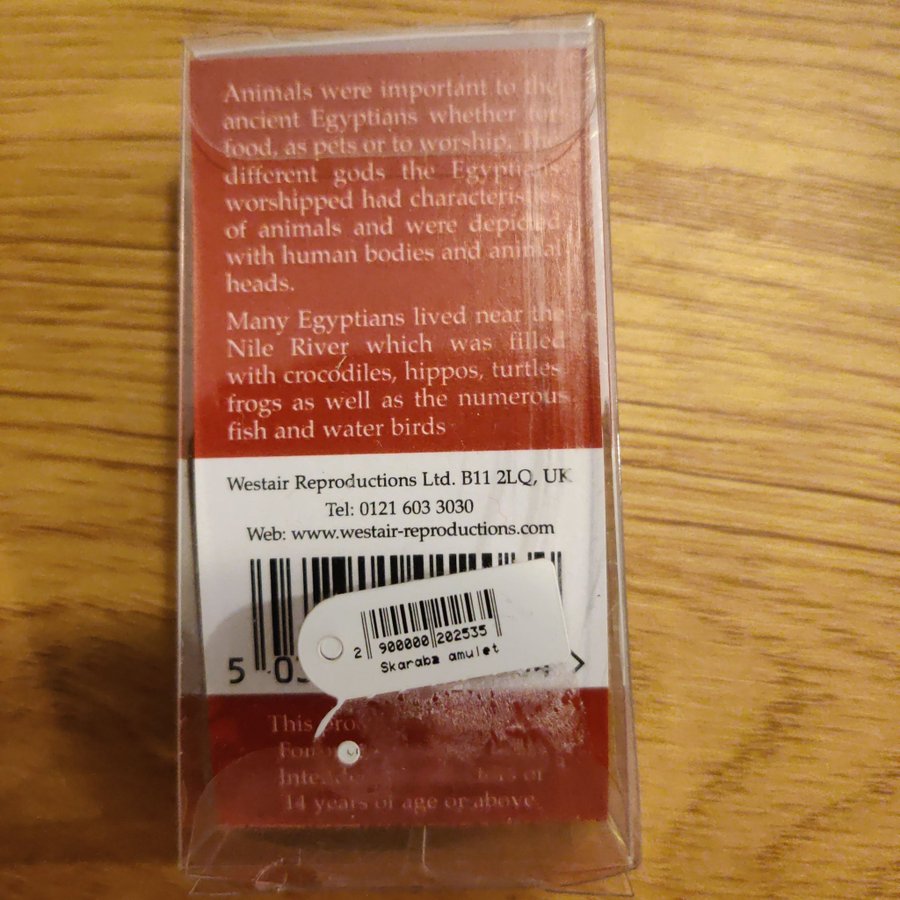 Animals were important to the
ancient Egyptians whether for
food, as pets or to worship. The
different gods the Egyptians
worshipped had characteristics
of animals and were depicted
with human bodies and animal
heads.
Many Egyptians lived near the
Nile River which was filled
with crocodiles, hippos, turtles
frogs as well as the numerous
fish and water birds
Westair Reproductions Ltd. B11 2LQ, UK
Tel: 0121 603 3030
Web: www.westair-reproductions.com
2 900000 202535
Skaraba amulet
5 >
This
or
14 years of age or above